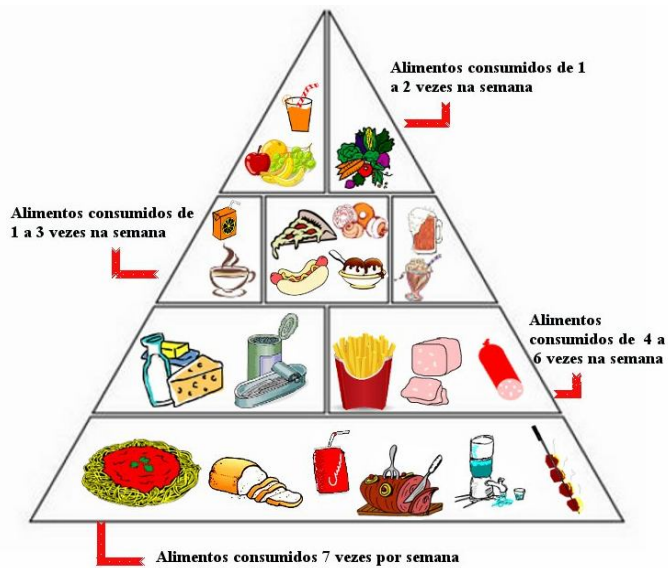 Alimentos consumidos de 1
a 2 vezes na semana
Alimentos consumidos de
1 a 3 vezes na semana
Alimentos
consumidos de 4 a
6 vezes na semana
Alimentos consumidos 7 vezes por semana